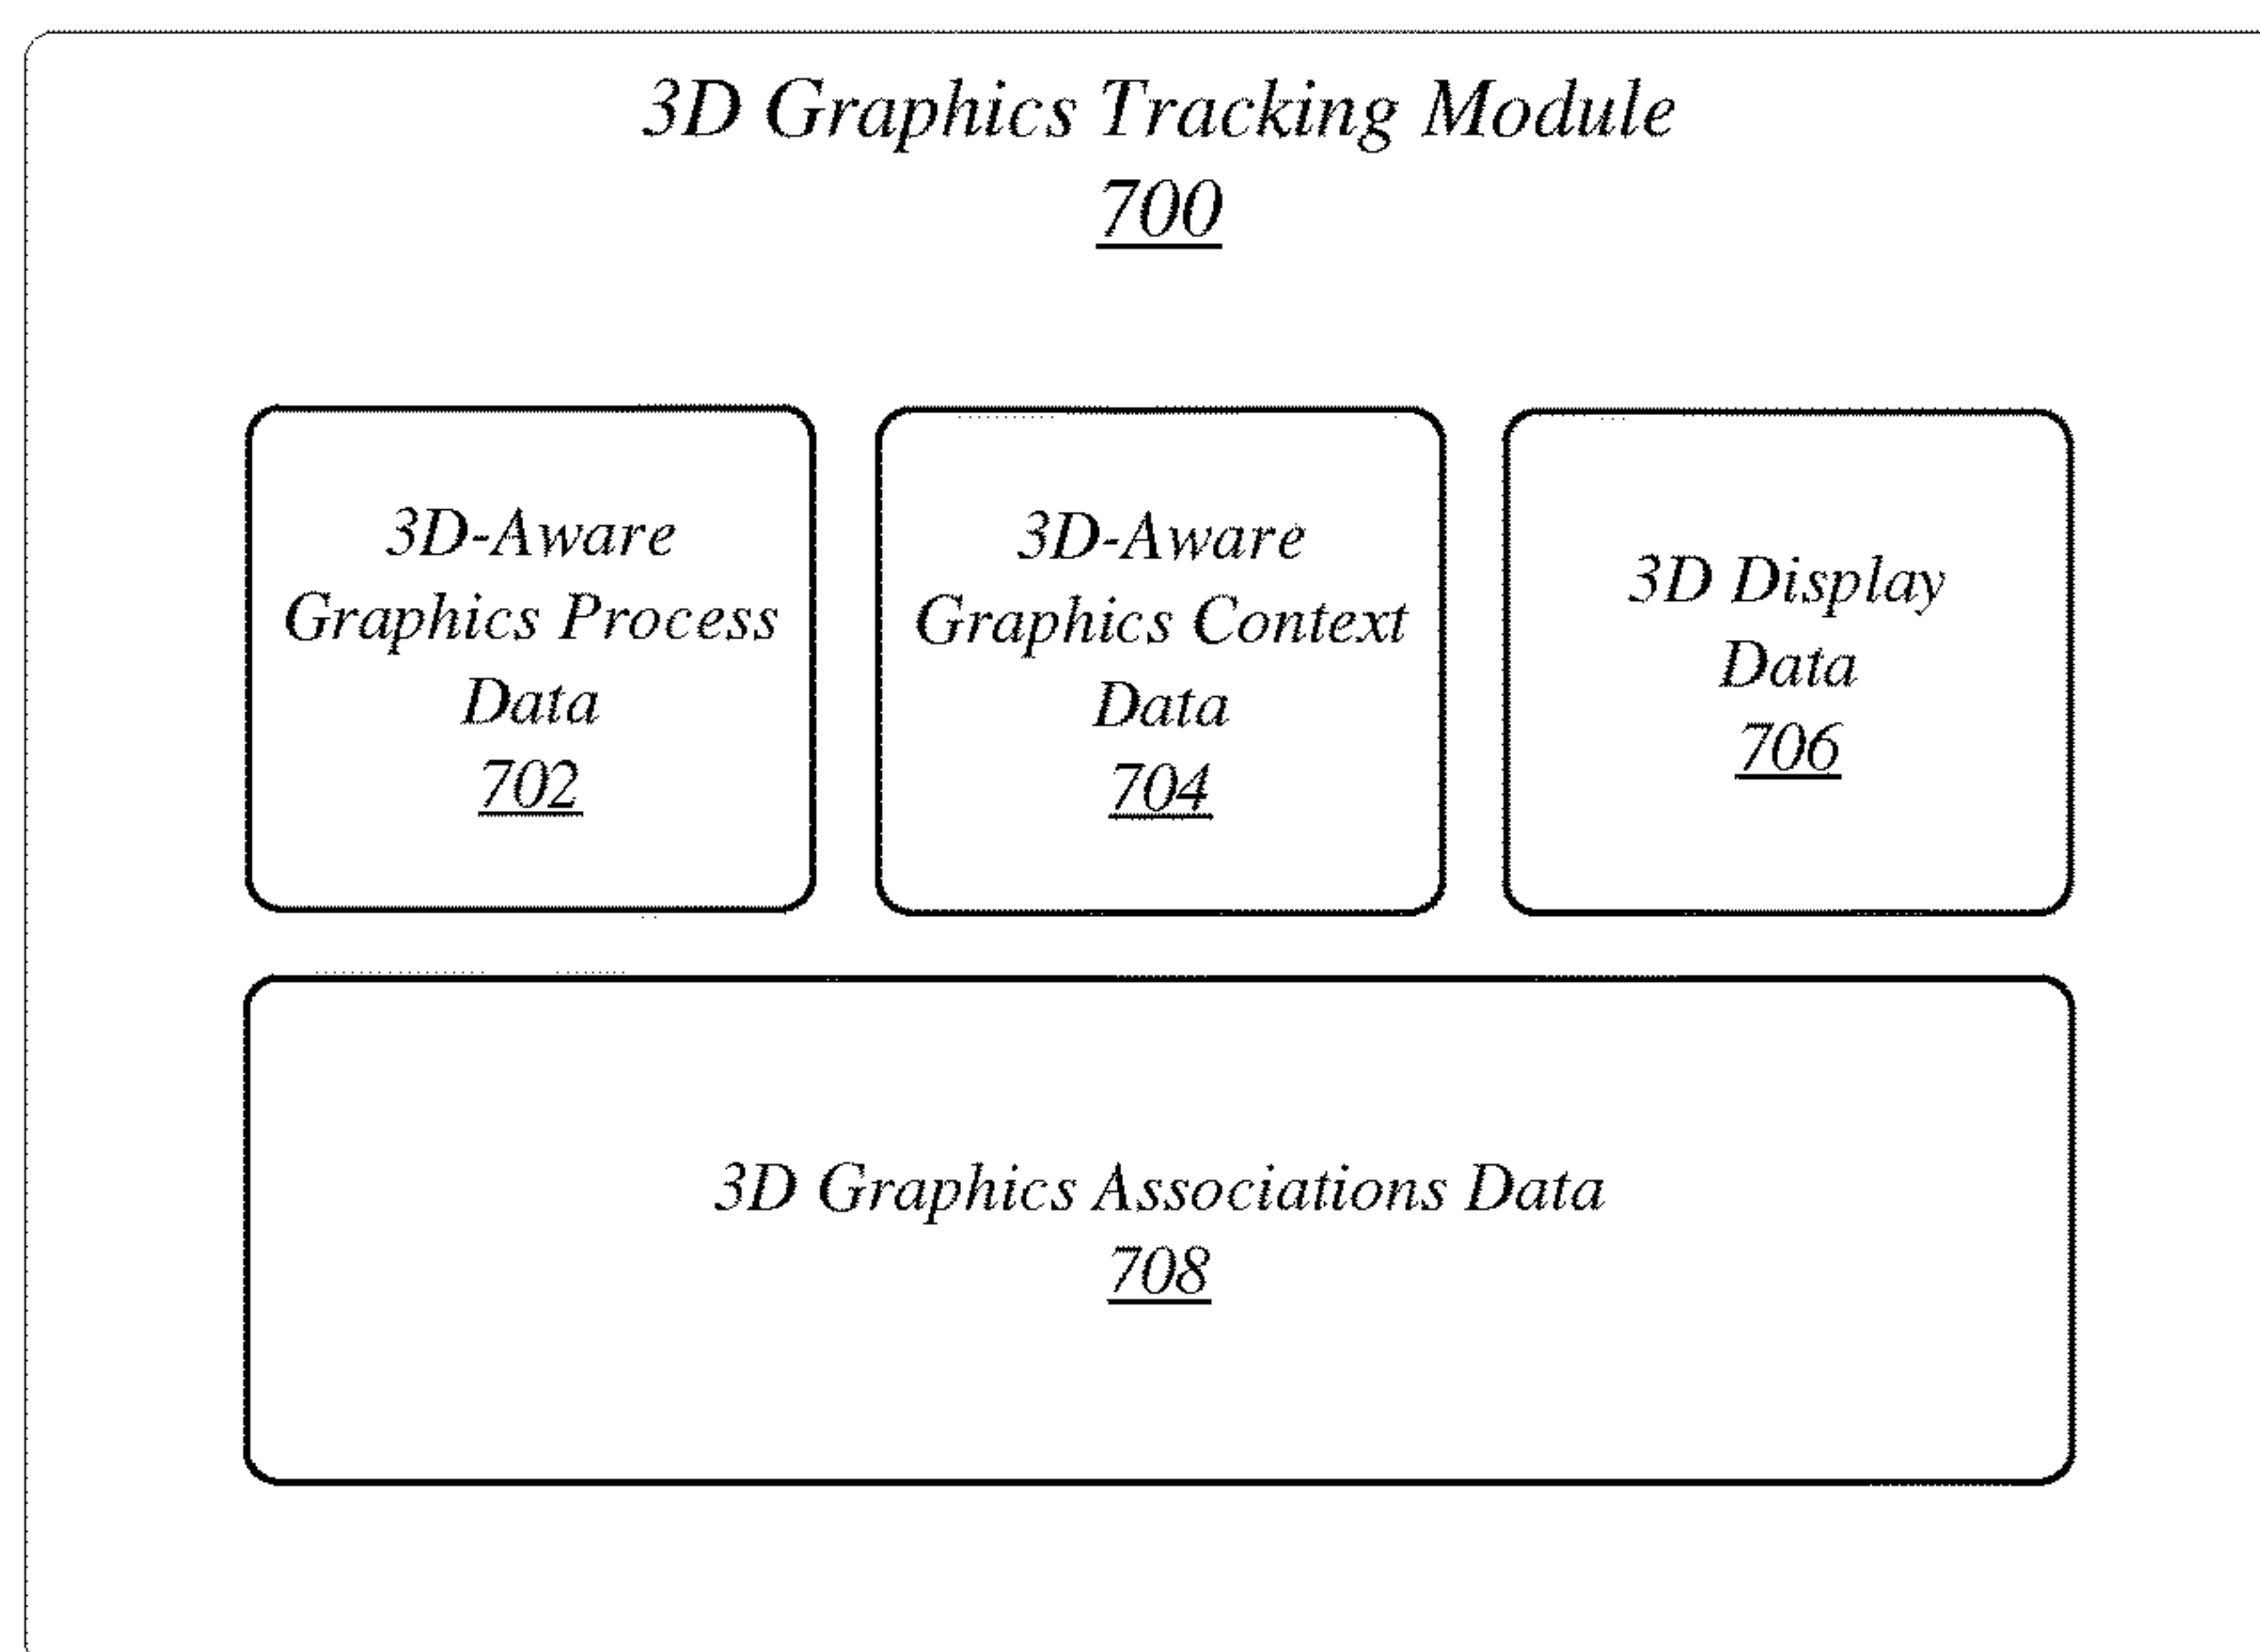 3D Graphics Tracking Module
700
3D-Aware
Graphics Process
Data
702
3D-Aware
Graphics Context
Data
704
3D Display
Data
706
3D Graphics Associations Data
708